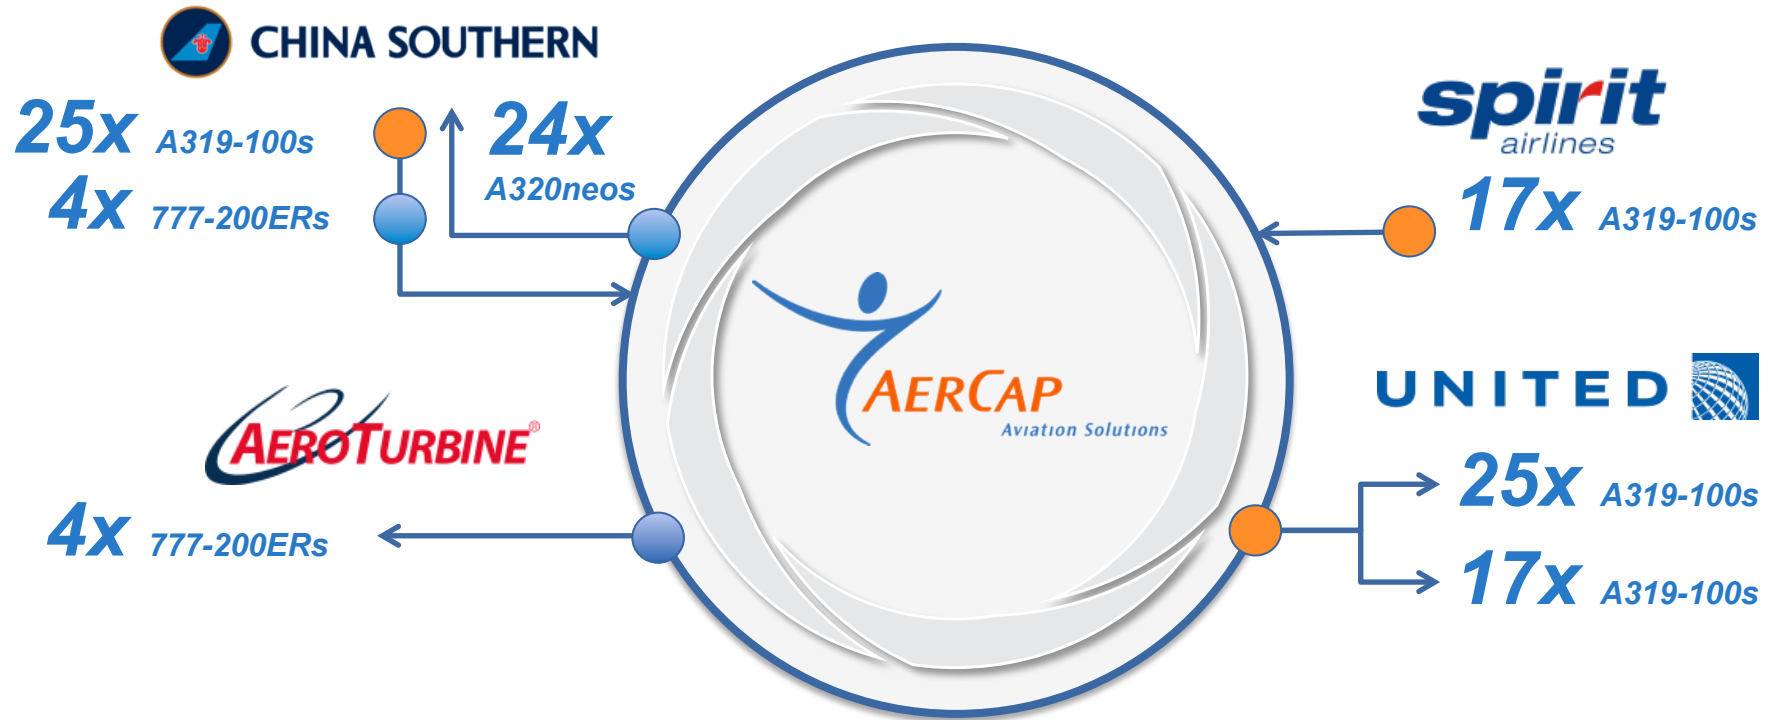 CHINA SOUTHERN
25x A319-100s
4x 777-200ERs
24x
A320neos
spirit
airlines
17x A319-100s
AERCAP
Aviation Solutions
UNITED
25x A319-100s
17x A319-100s
AEROTURBINE®
4x 777-200ERs